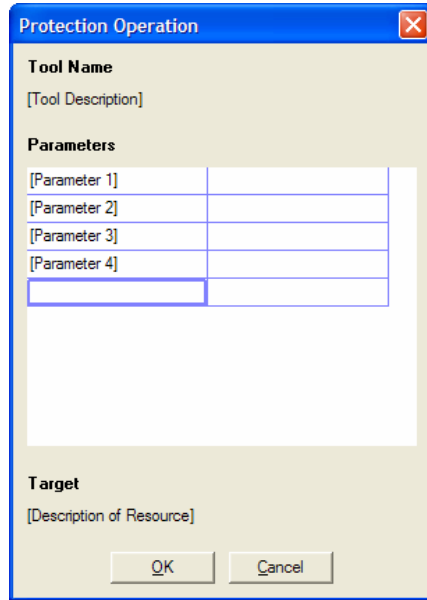 Protection Operation
Tool Name
[Tool Description]
Parameters
[Parameter 1]
[Parameter 2]
[Parameter 3]
[Parameter 4]
Target
[Description of Resource]
OK Cancel